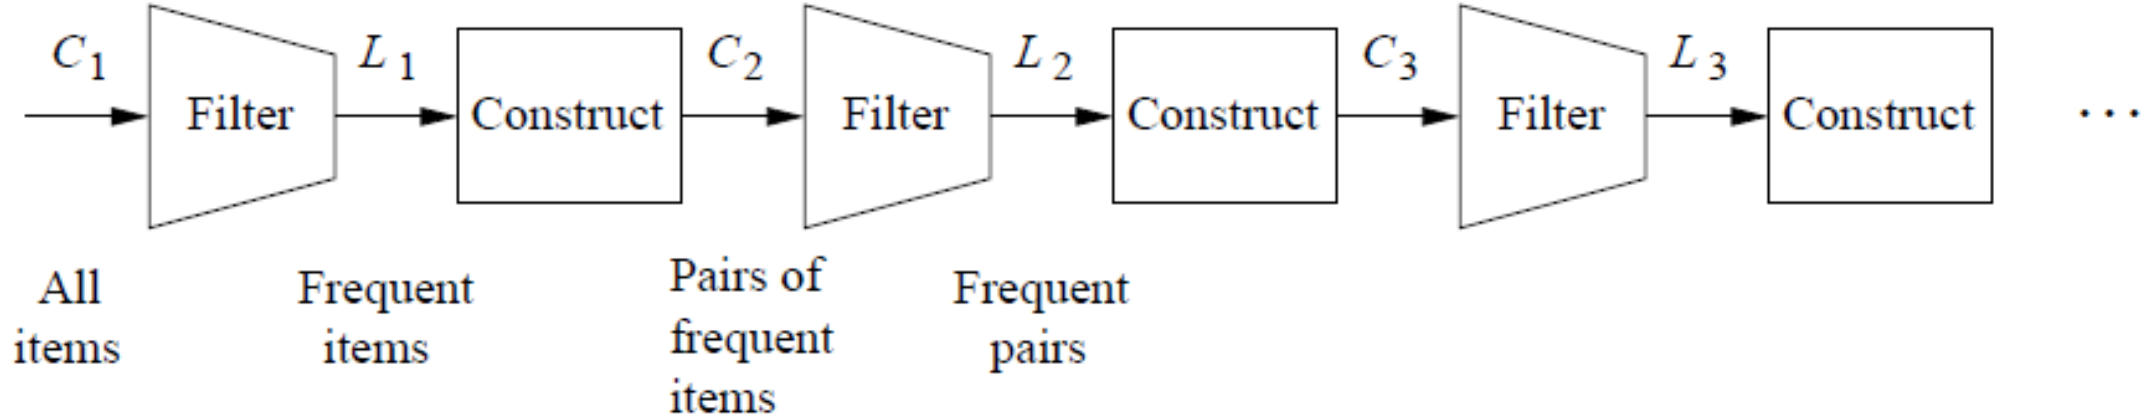 C1 Filter L1 Construct C2 Filter L2 Construct C3 Filter L3 Construct ...
All
items
Frequent
items
Pairs of
frequent
items
Frequent
pairs